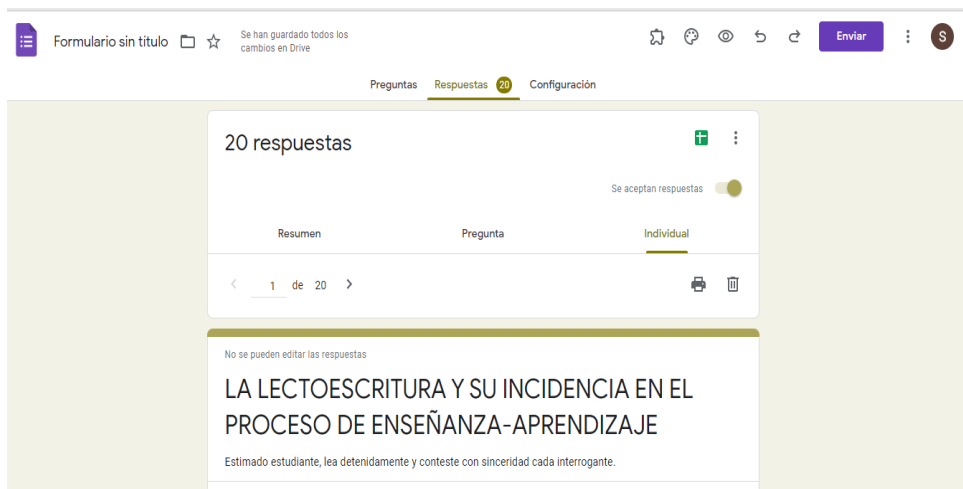 Formulario sin título
Se han guardado todos los
cambios en Drive
Enviar
S
Preguntas Respuestas 20 Configuración
20 respuestas
Se aceptan respuestas
Resumen Pregunta Individual
1 de 20
No se pueden editar las respuestas
LA LECTOESCRITURA Y SU INCIDENCIA EN EL
PROCESO DE ENSEÑANZA-APRENDIZAJE
Estimado estudiante, lea detenidamente y conteste con sinceridad cada interrogante.